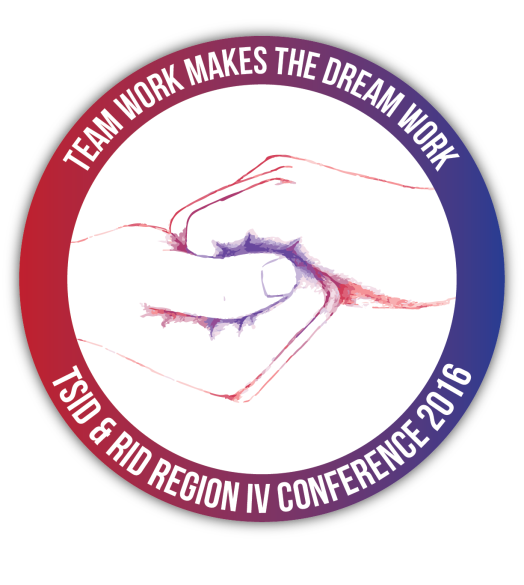 TEAM WORK MAKES THE DREAM WORK
TSID & RID REGION IV CONFERENCE 2016